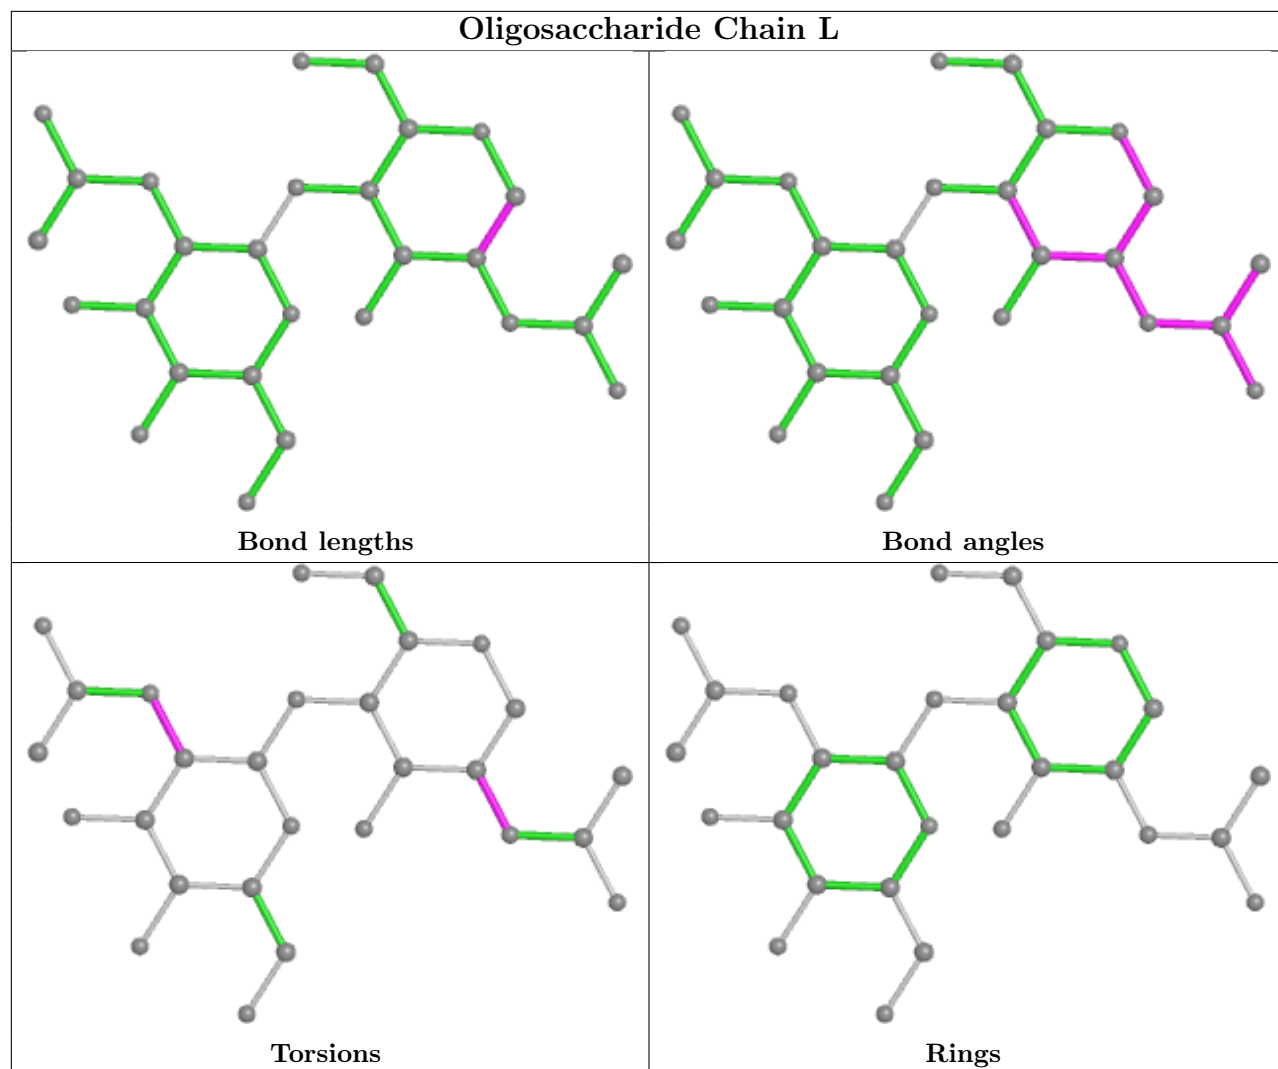 Oligosaccharide Chain L
Bond lengths
Bond angles
Torsions
Rings